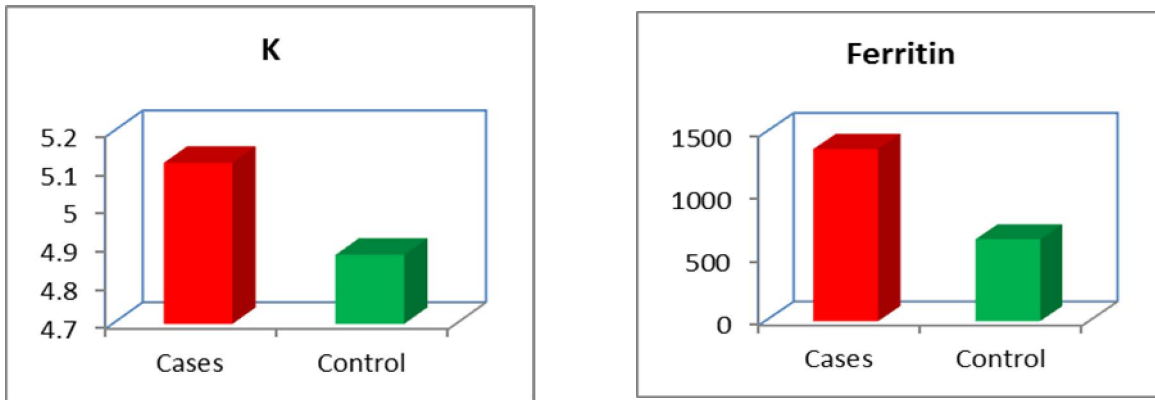 K
5.2
5.1
5
4.9
4.8
4.7
Cases Control
Ferritin
1500
1000
500
0
Cases Control